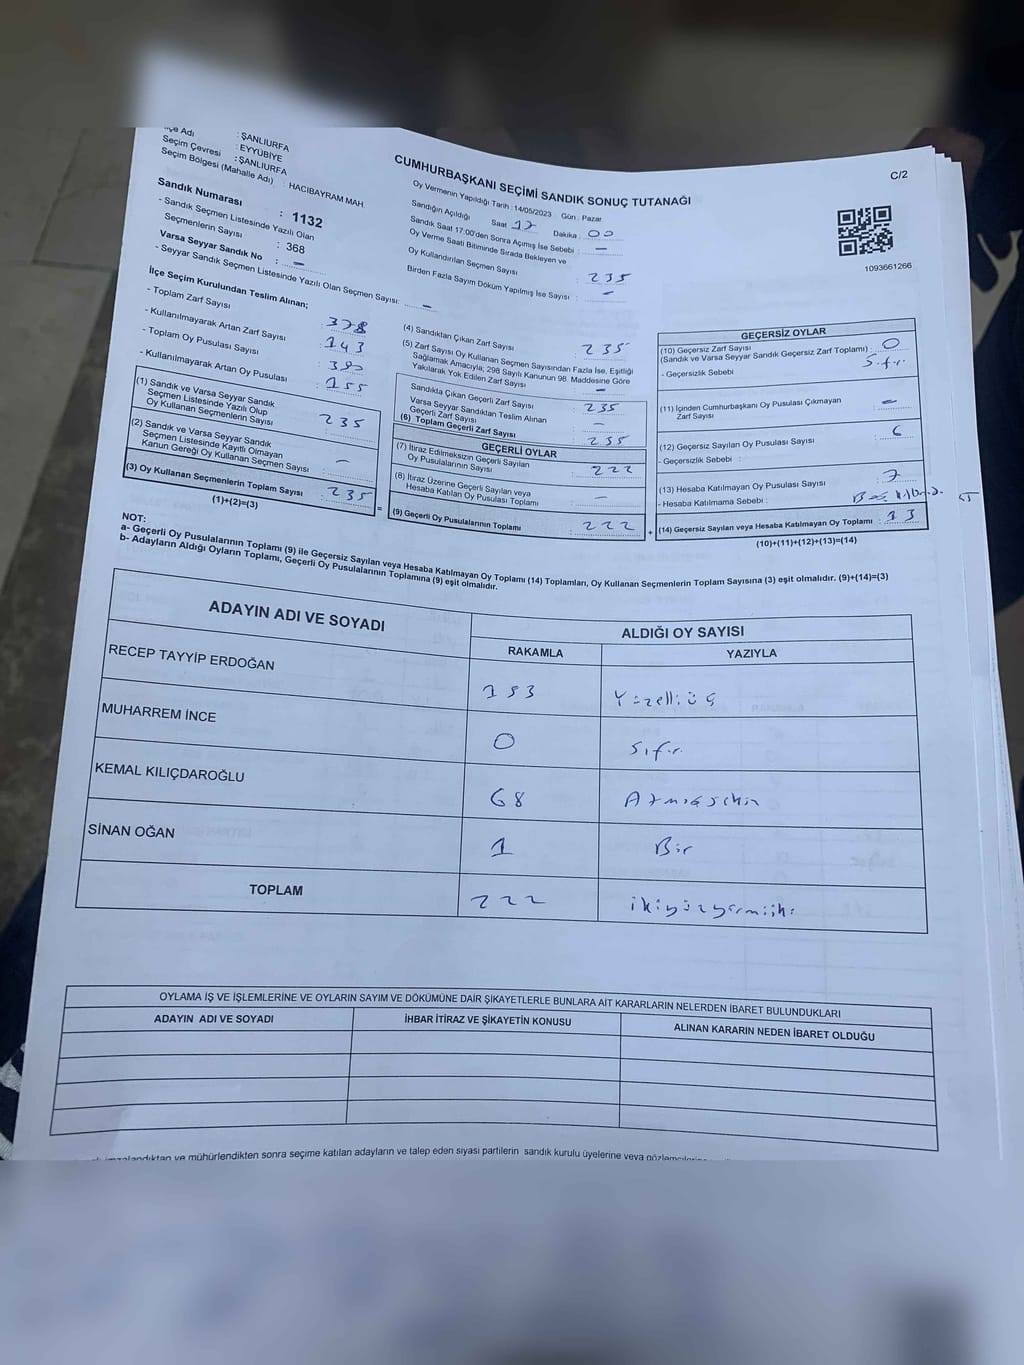 C/2
: ŞANLIURFA
Seçim Çevresi : EYYÜBİYE
: ŞANLIURFA
Seçim Bölgesi (Mahalle Adı) : HACIBAYRAM MAH.
Sandık Numarası : 1132
- Sandık Seçmen Listesinde Yazılı Olan
Seçmenlerin Sayısı : 368
Varsa Seyyar Sandık No : -
- Seyyar Sandık Seçmen Listesinde Yazılı Olan Seçmen Sayısı: -
CUMHURBAŞKANI SEÇİMİ SANDIK SONUÇ TUTANAĞI
Oy Vermenin Yapıldığı Tarih : 14/05/2023 Gün : Pazar
Sandığın Açıldığı Saat 17 Dakika : 00
Sandık Saat 17:00'den Sonra Açılmış İse Sebebi : -
Oy Verme Saati Bitiminde Sırada Bekleyen ve
Oy Kullandırılan Seçmen Sayısı 235
Birden Fazla Sayım Döküm Yapılmış İse Sayısı : -
1093661266
İlçe Seçim Kurulundan Teslim Alınan;
- Toplam Zarf Sayısı : 378
- Kullanılmayarak Artan Zarf Sayısı : 143
- Toplam Oy Pusulası Sayısı : 390
- Kullanılmayarak Artan Oy Pusulası : 155
(1) Sandık ve Varsa Seyyar Sandık
Seçmen Listesinde Yazılı Olup
Oy Kullanan Seçmenlerin Sayısı : 235
(2) Sandık ve Varsa Seyyar Sandık
Seçmen Listesinde Kayıtlı Olmayan
Kanun Gereği Oy Kullanan Seçmen Sayısı : -
(3) Oy Kullanan Seçmenlerin Toplam Sayısı : 235
(1)+(2)=(3)
=
(4) Sandıktan Çıkan Zarf Sayısı : 235
(5) Zarf Sayısı Oy Kullanan Seçmen Sayısından Fazla İse, Eşitliği
Sağlamak Amacıyla; 298 Sayılı Kanunun 98. Maddesine Göre
Yakılarak Yok Edilen Zarf Sayısı : -
Sandıkta Çıkan Geçerli Zarf Sayısı : 235
Varsa Seyyar Sandıktan Teslim Alınan
Geçerli Zarf Sayısı : -
(6) Toplam Geçerli Zarf Sayısı : 235
GEÇERLİ OYLAR
(7) İtiraz Edilmeksizin Geçerli Sayılan
Oy Pusulalarının Sayısı : 222
(8) İtiraz Üzerine Geçerli Sayılan veya
Hesaba Katılan Oy Pusulası Toplamı : -
(9) Geçerli Oy Pusulalarının Toplamı : 222
+
GEÇERSİZ OYLAR
(10) Geçersiz Zarf Sayısı
(Sandık ve Varsa Seyyar Sandık Geçersiz Zarf Toplamı) : 0
- Geçersizlik Sebebi Sıfır
(11) İçinden Cumhurbaşkanı Oy Pusulası Çıkmayan
Zarf Sayısı : -
(12) Geçersiz Sayılan Oy Pusulası Sayısı : 6
- Geçersizlik Sebebi :
(13) Hesaba Katılmayan Oy Pusulası Sayısı : 7
- Hesaba Katılmama Sebebi :
(14) Geçersiz Sayılan veya Hesaba Katılmayan Oy Toplamı : 13
(10)+(11)+(12)+(13)=(14)
NOT:
a- Geçerli Oy Pusulalarının Toplamı (9) ile Geçersiz Sayılan veya Hesaba Katılmayan Oy Toplamı (14) Toplamları, Oy Kullanan Seçmenlerin Toplam Sayısına (3) eşit olmalıdır. (9)+(14)=(3)
b- Adayların Aldığı Oyların Toplamı, Geçerli Oy Pusulalarının Toplamına (9) eşit olmalıdır.
ADAYIN ADI VE SOYADI
ALDIĞI OY SAYISI
RAKAMLA YAZIYLA
RECEP TAYYİP ERDOĞAN 153 Yüzelliüç
MUHARREM İNCE 0 Sıfır
KEMAL KILIÇDAROĞLU 68 Atmışsekiz
SİNAN OĞAN 1 Bir
TOPLAM 222 ikiyüzyirmiiki
OYLAMA İŞ VE İŞLEMLERİNE VE OYLARIN SAYIM VE DÖKÜMÜNE DAİR ŞİKAYETLERLE BUNLARA AİT KARARLARIN NELERDEN İBARET BULUNDUKLARI
ADAYIN ADI VE SOYADI İHBAR İTİRAZ VE ŞİKAYETİN KONUSU ALINAN KARARIN NEDEN İBARET OLDUĞU
ve mühürlendikten sonra seçime katılan adayların ve talep eden siyasi partilerin sandık kurulu üyelerine veya